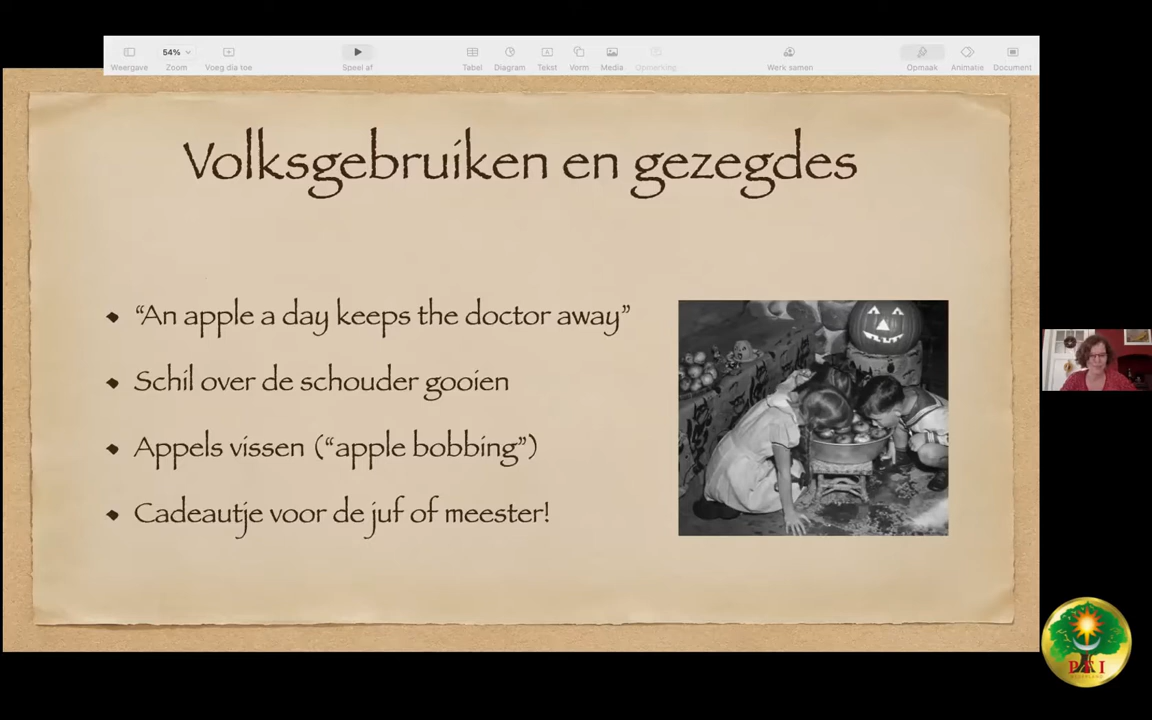 54%
Weergave
Zoom
Voeg dia toe
Speel af
Tabel
Diagram
Tekst
Vorm
Media
Opmerking
Werk samen
Opmaak
Animatie
Document
Volksgebruiken en gezegdes
“An apple a day keeps the doctor away”
Schil over de schouder gooien
Appels vissen (“apple bobbing”)
Cadeautje voor de juf of meester!
PFI
NEDERLAND